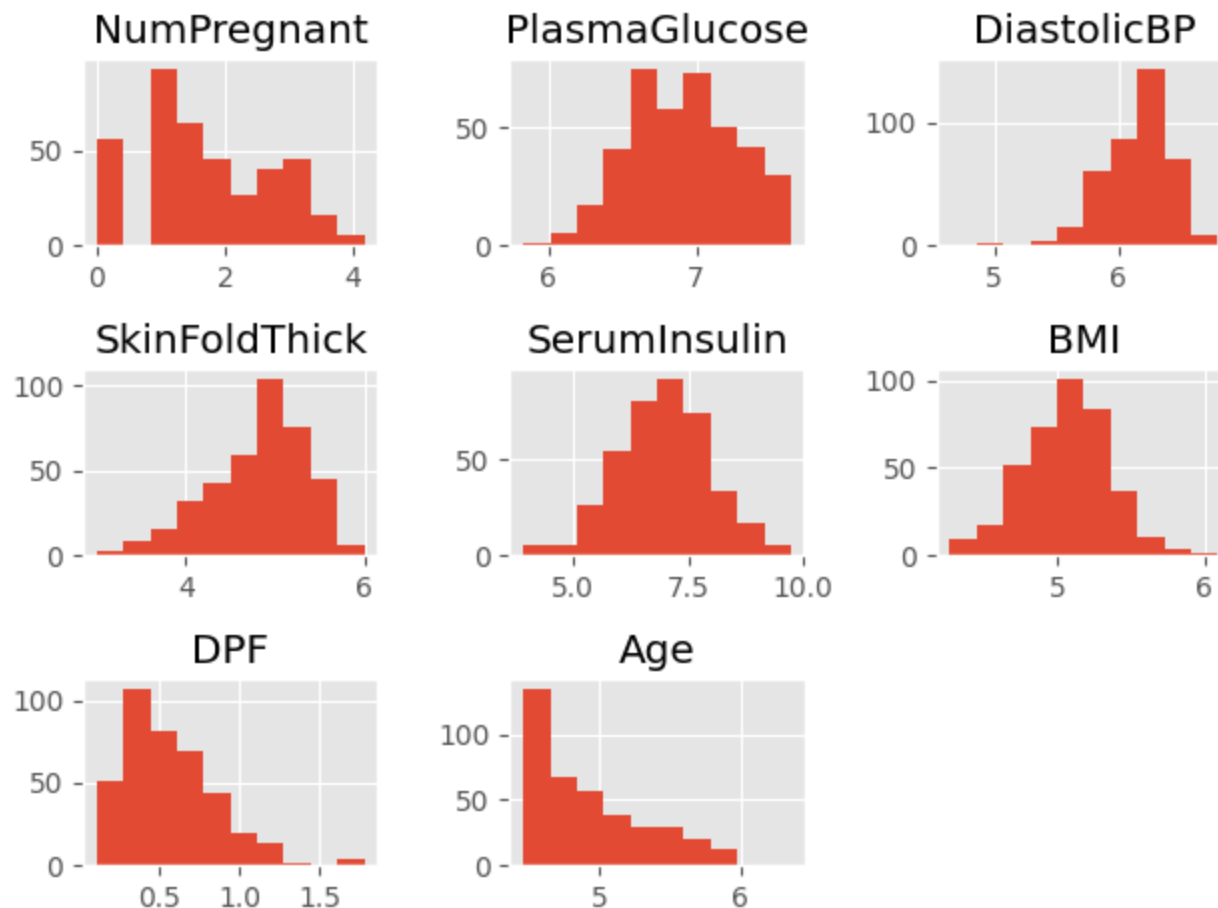 NumPregnant PlasmaGlucose DiastolicBP
50 50 100
0 0 0
0 2 4 6 7 5 6
SkinFoldThick SerumInsulin BMI
100 100
50 50 50
0 0 0
4 6 5.0 7.5 10.0 5 6
DPF Age
100 100
50 50
0 0
0.5 1.0 1.5 5 6